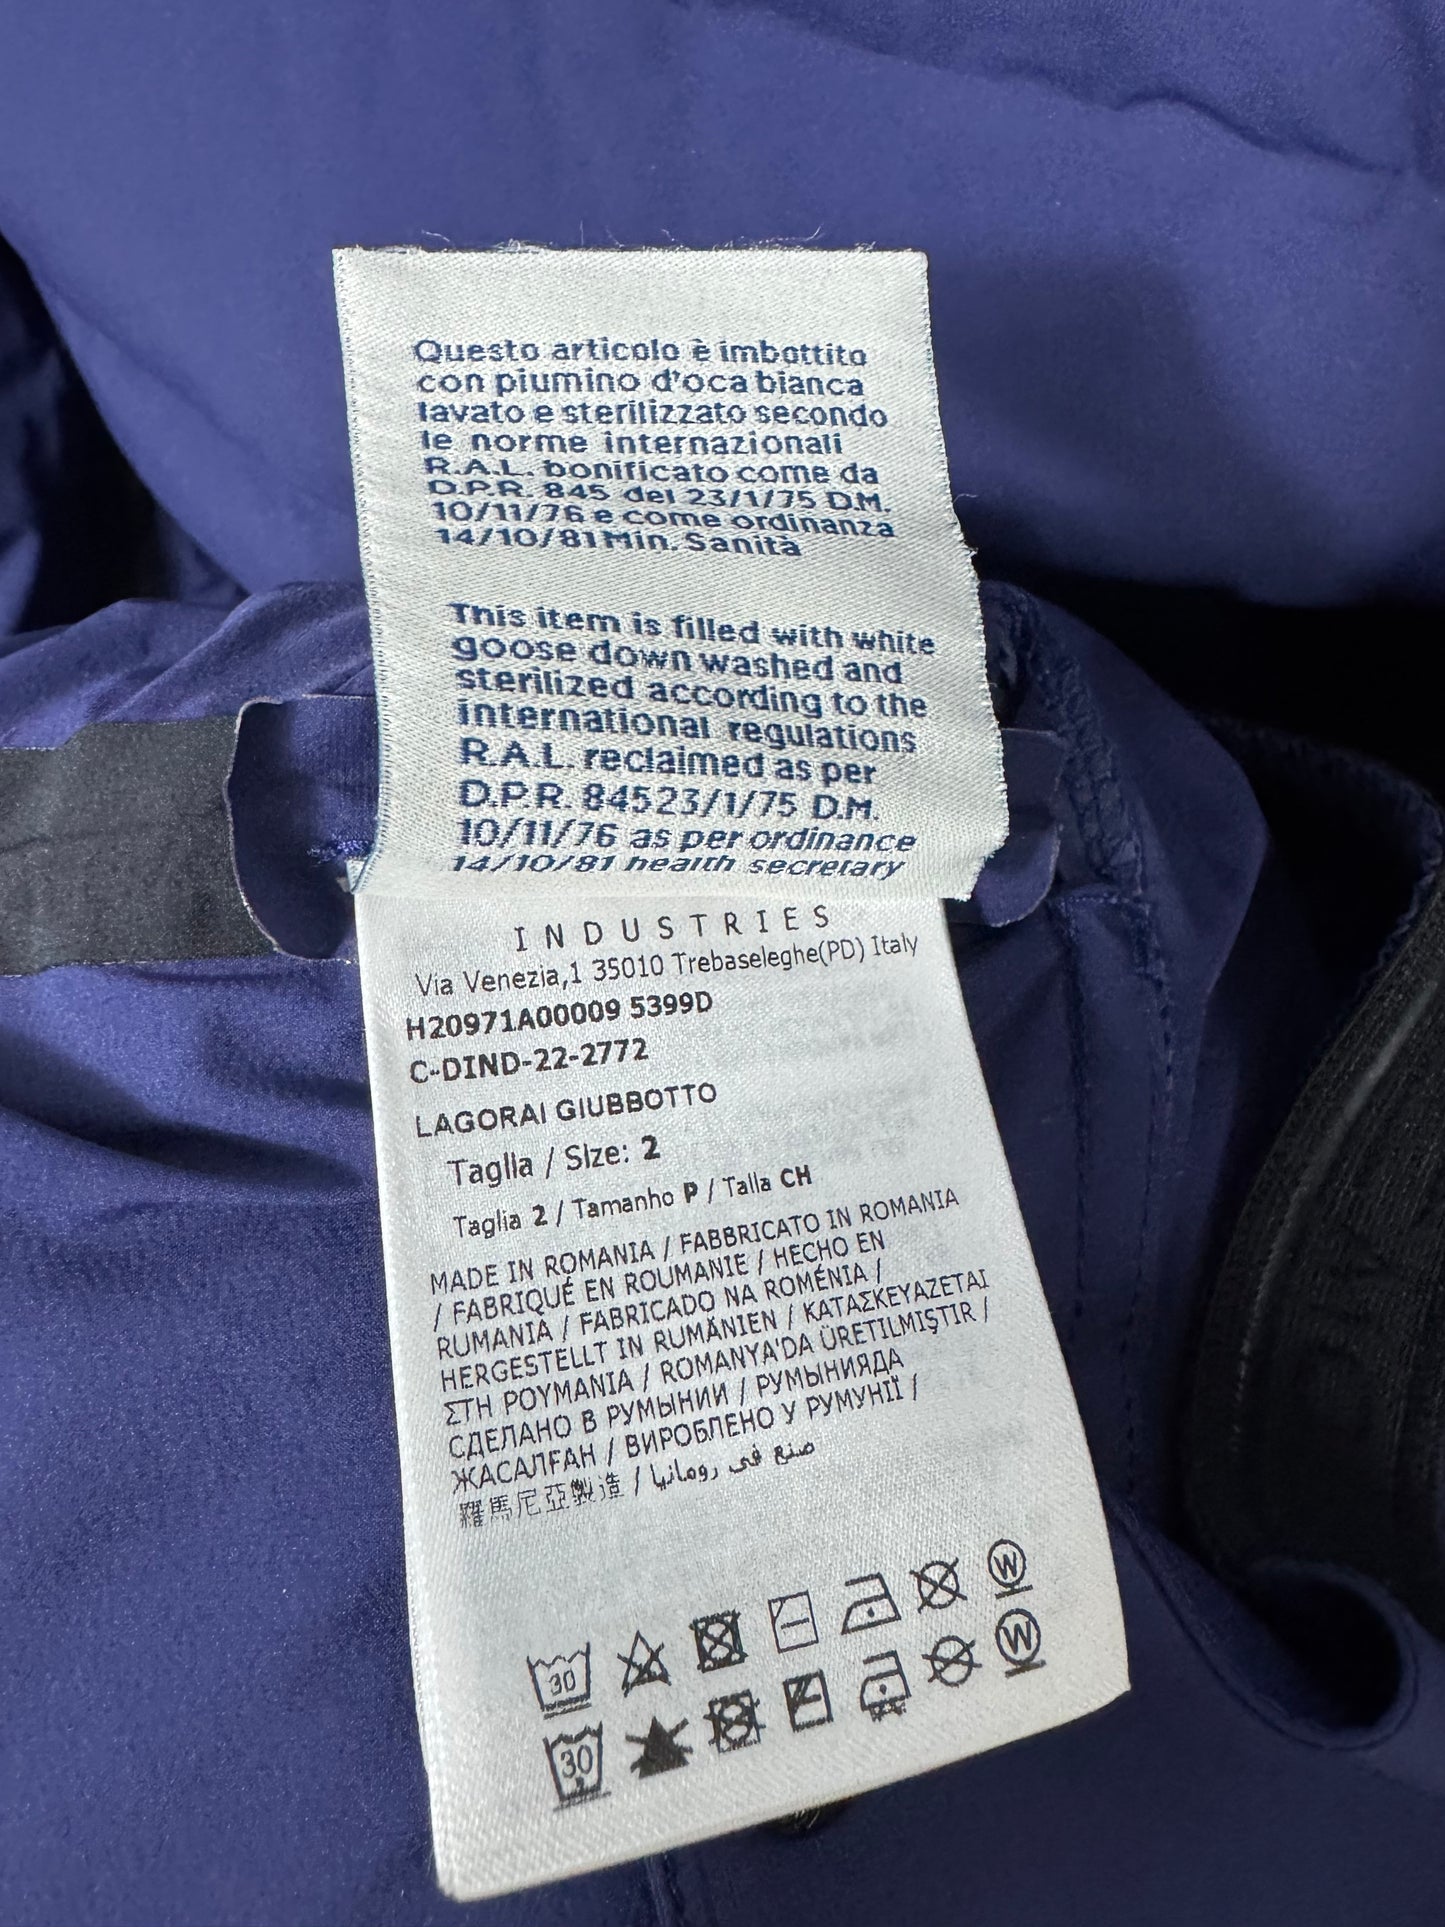 Questo articolo è imbottito
con piumino d'oca bianca
lavato e sterilizzato secondo
le norme internazionali
R.A.L. bonificato come da
D.P.R. 845 del 23/1/75 D.M.
10/11/76 e come ordinanza
14/10/81 Min. Sanità
This item is filled with white
goose down washed and
sterilized according to the
international regulations
R.A.L. reclaimed as per
D.P.R. 84523/1/75 D.M.
10/11/76 as per ordinance
14/10/81 health secretary
INDUSTRIES
Via Venezia,1 35010 Trebaseleghe(PD) Italy
H20971A00009 5399D
C-DIND-22-2772
LAGORAI GIUBBOTTO
Taglia / Size: 2
Taglia 2 / Tamanho P / Talla CH
MADE IN ROMANIA / FABBRICATO IN ROMANIA
/ FABRIQUÉ EN ROUMANIE / HECHO EN
RUMANIA / FABRICADO NA ROMÉNIA /
HERGESTELLT IN RUMÄNIEN / ΚΑΤΑΣΚΕΥΑΖΕΤΑΙ
ΣΤΗ ΡΟΥΜΑΝΙΑ / ROMANYA'DA ÜRETILMIŞTIR /
СДЕЛАНО В РУМЫНИИ / РУМЫНИЯДА
ЖАСАЛҒАН / ВИРОБЛЕНО У РУМУНІЇ /
羅馬尼亞製造 / صنع في رومانيا
30 W
30 W